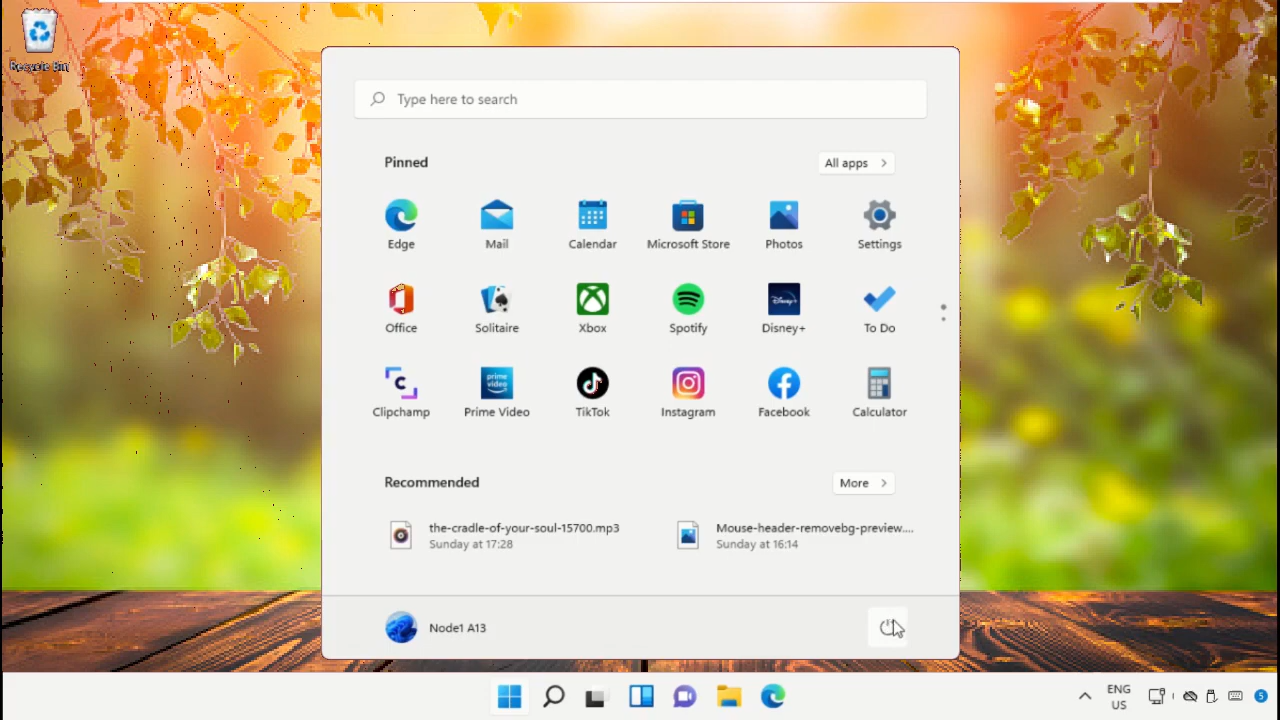 Recycle Bin
Type here to search
Pinned
All apps
Edge
Mail
Calendar
Microsoft Store
Photos
Settings
Office
Solitaire
Xbox
Spotify
Disney+
To Do
Clipchamp
Prime Video
TikTok
Instagram
Facebook
Calculator
Recommended
More
the-cradle-of-your-soul-15700.mp3
Sunday at 17:28
Mouse-header-removebg-preview....
Sunday at 16:14
Node1 A13
ENG
US
5